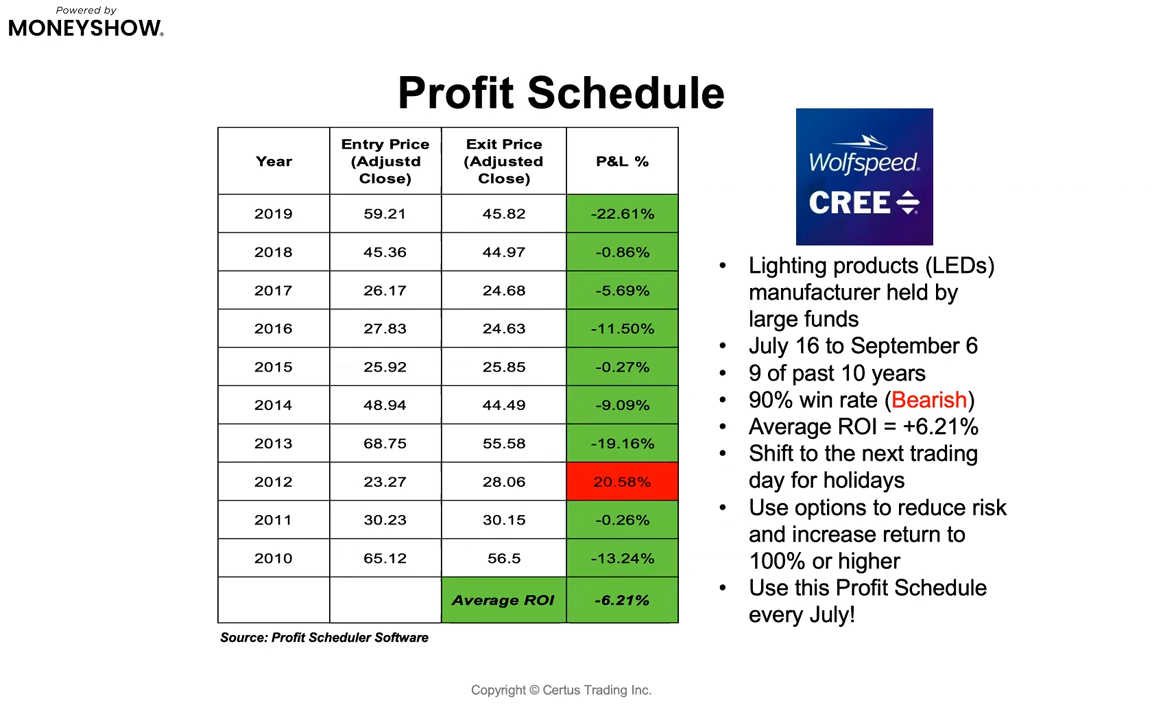 Powered by
MONEYSHOW®
Profit Schedule
Year Entry Price (Adjustd Close) Exit Price (Adjusted Close) P&L %
2019 59.21 45.82 -22.61%
2018 45.36 44.97 -0.86%
2017 26.17 24.68 -5.69%
2016 27.83 24.63 -11.50%
2015 25.92 25.85 -0.27%
2014 48.94 44.49 -9.09%
2013 68.75 55.58 -19.16%
2012 23.27 28.06 20.58%
2011 30.23 30.15 -0.26%
2010 65.12 56.5 -13.24%
Average ROI -6.21%
Source: Profit Scheduler Software
Wolfspeed®
CREE
• Lighting products (LEDs)
manufacturer held by
large funds
• July 16 to September 6
• 9 of past 10 years
• 90% win rate (Bearish)
• Average ROI = +6.21%
• Shift to the next trading
day for holidays
• Use options to reduce risk
and increase return to
100% or higher
• Use this Profit Schedule
every July!
Copyright © Certus Trading Inc.